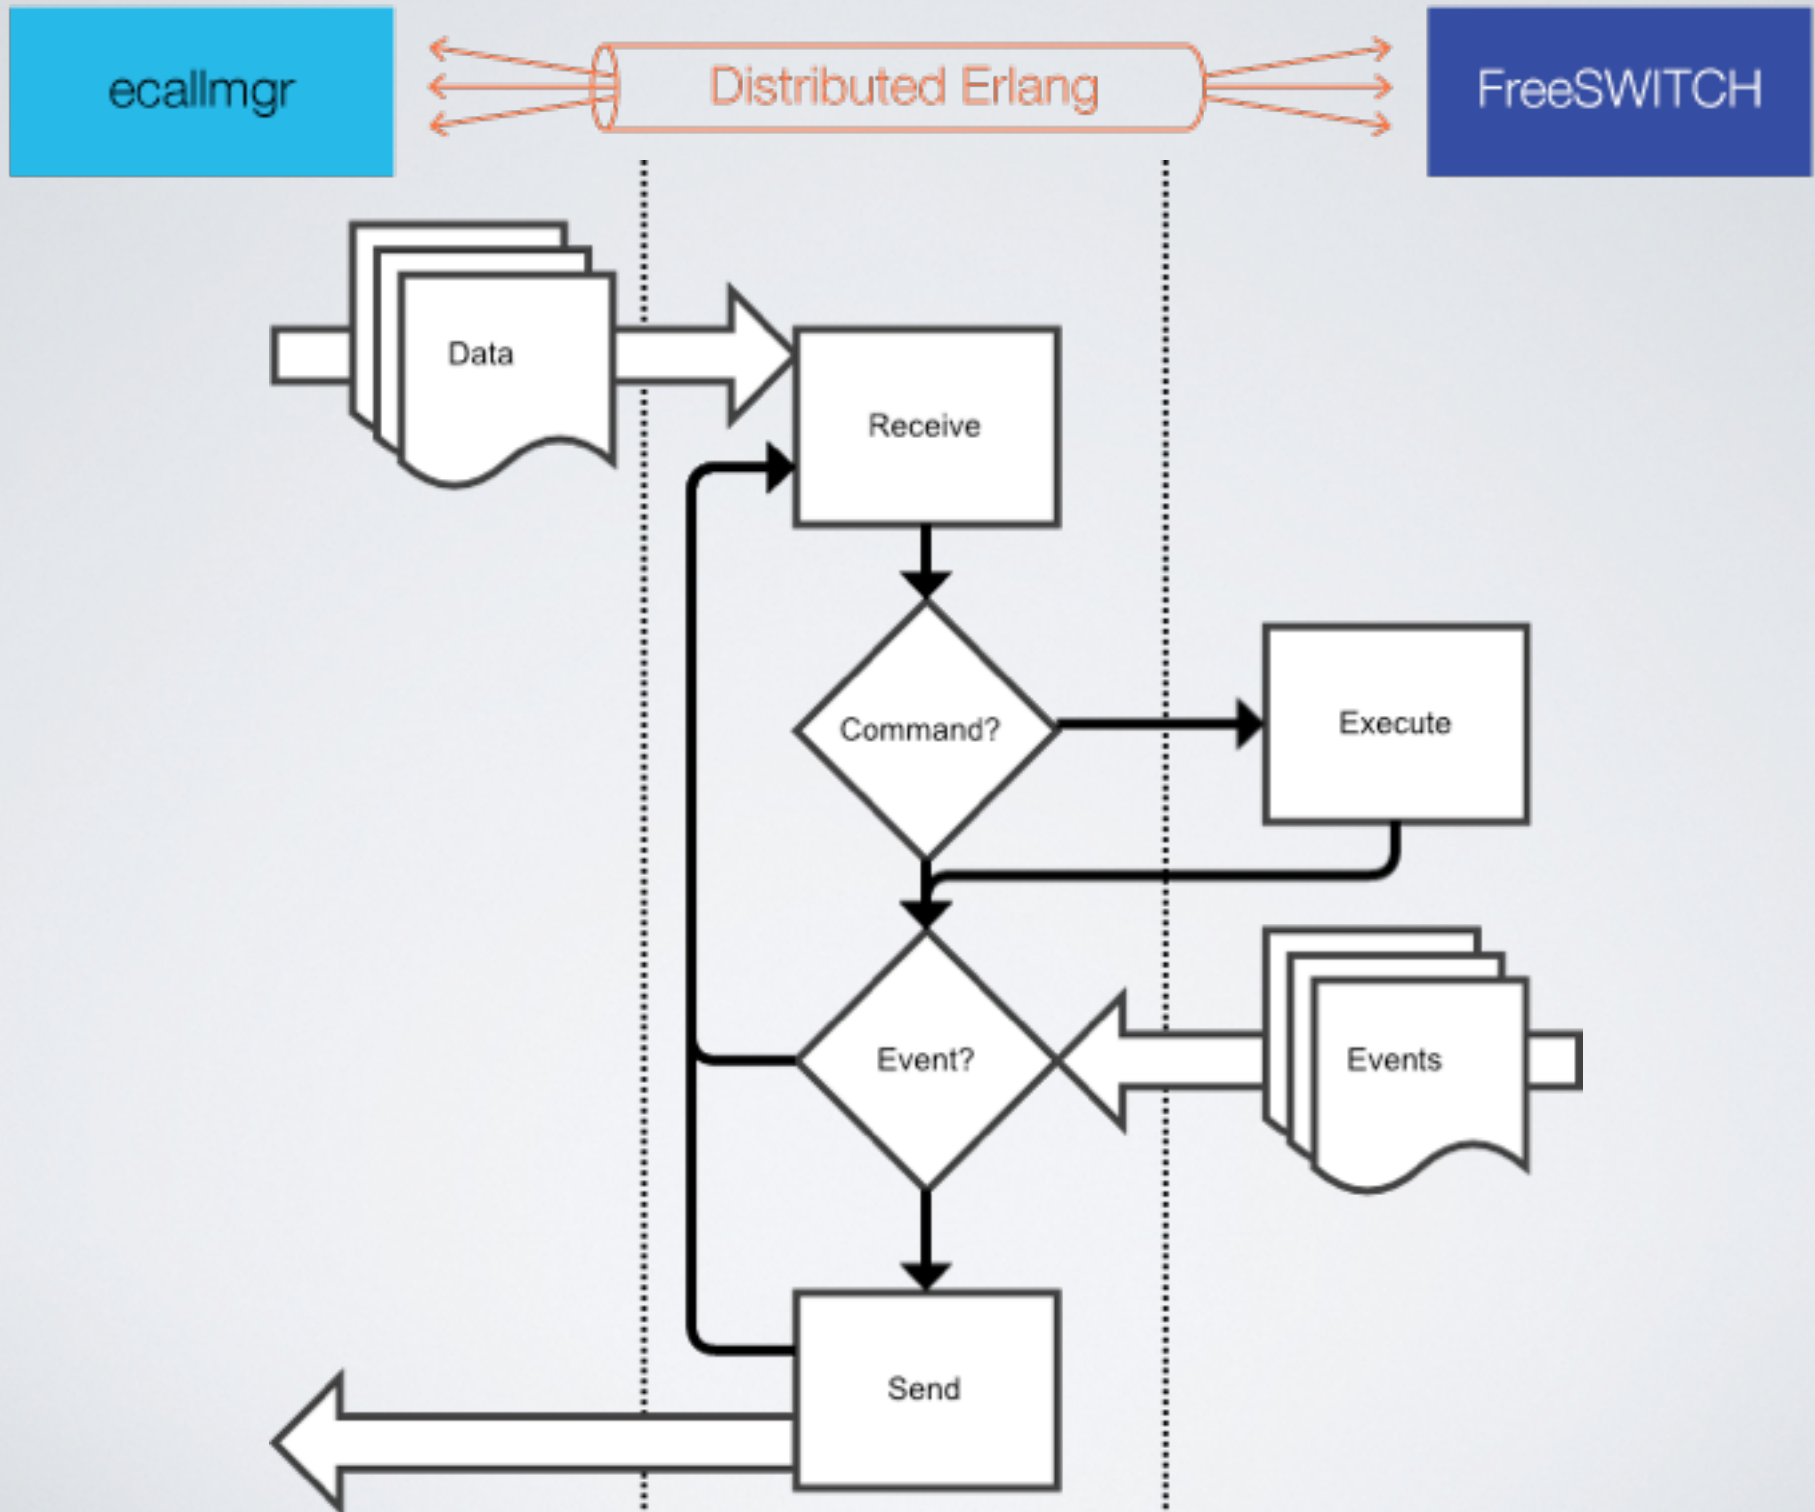 ecallmgr
Distributed Erlang
FreeSWITCH
Data
Receive
Command?
Execute
Event?
Events
Send